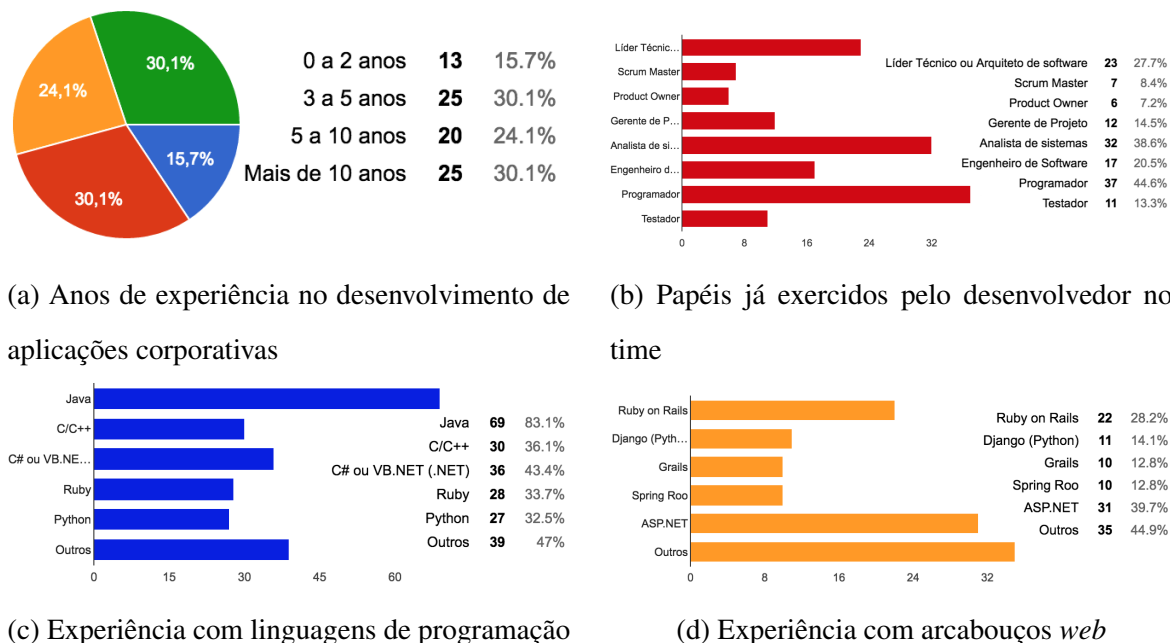 30,1%
24,1%
15,7%
30,1%
0 a 2 anos 13 15.7%
3 a 5 anos 25 30.1%
5 a 10 anos 20 24.1%
Mais de 10 anos 25 30.1%
Líder Técnic...
Scrum Master
Product Owner
Gerente de P...
Analista de si...
Engenheiro d...
Programador
Testador
0 8 16 24 32
Líder Técnico ou Arquiteto de software 23 27.7%
Scrum Master 7 8.4%
Product Owner 6 7.2%
Gerente de Projeto 12 14.5%
Analista de sistemas 32 38.6%
Engenheiro de Software 17 20.5%
Programador 37 44.6%
Testador 11 13.3%
(a) Anos de experiência no desenvolvimento de
aplicações corporativas
(b) Papéis já exercidos pelo desenvolvedor no
time
Java
C/C++
C# ou VB.NE...
Ruby
Python
Outros
0 15 30 45 60
Java 69 83.1%
C/C++ 30 36.1%
C# ou VB.NET (.NET) 36 43.4%
Ruby 28 33.7%
Python 27 32.5%
Outros 39 47%
Ruby on Rails
Django (Pyth...
Grails
Spring Roo
ASP.NET
Outros
0 8 16 24 32
Ruby on Rails 22 28.2%
Django (Python) 11 14.1%
Grails 10 12.8%
Spring Roo 10 12.8%
ASP.NET 31 39.7%
Outros 35 44.9%
(c) Experiência com linguagens de programação
(d) Experiência com arcabouços web